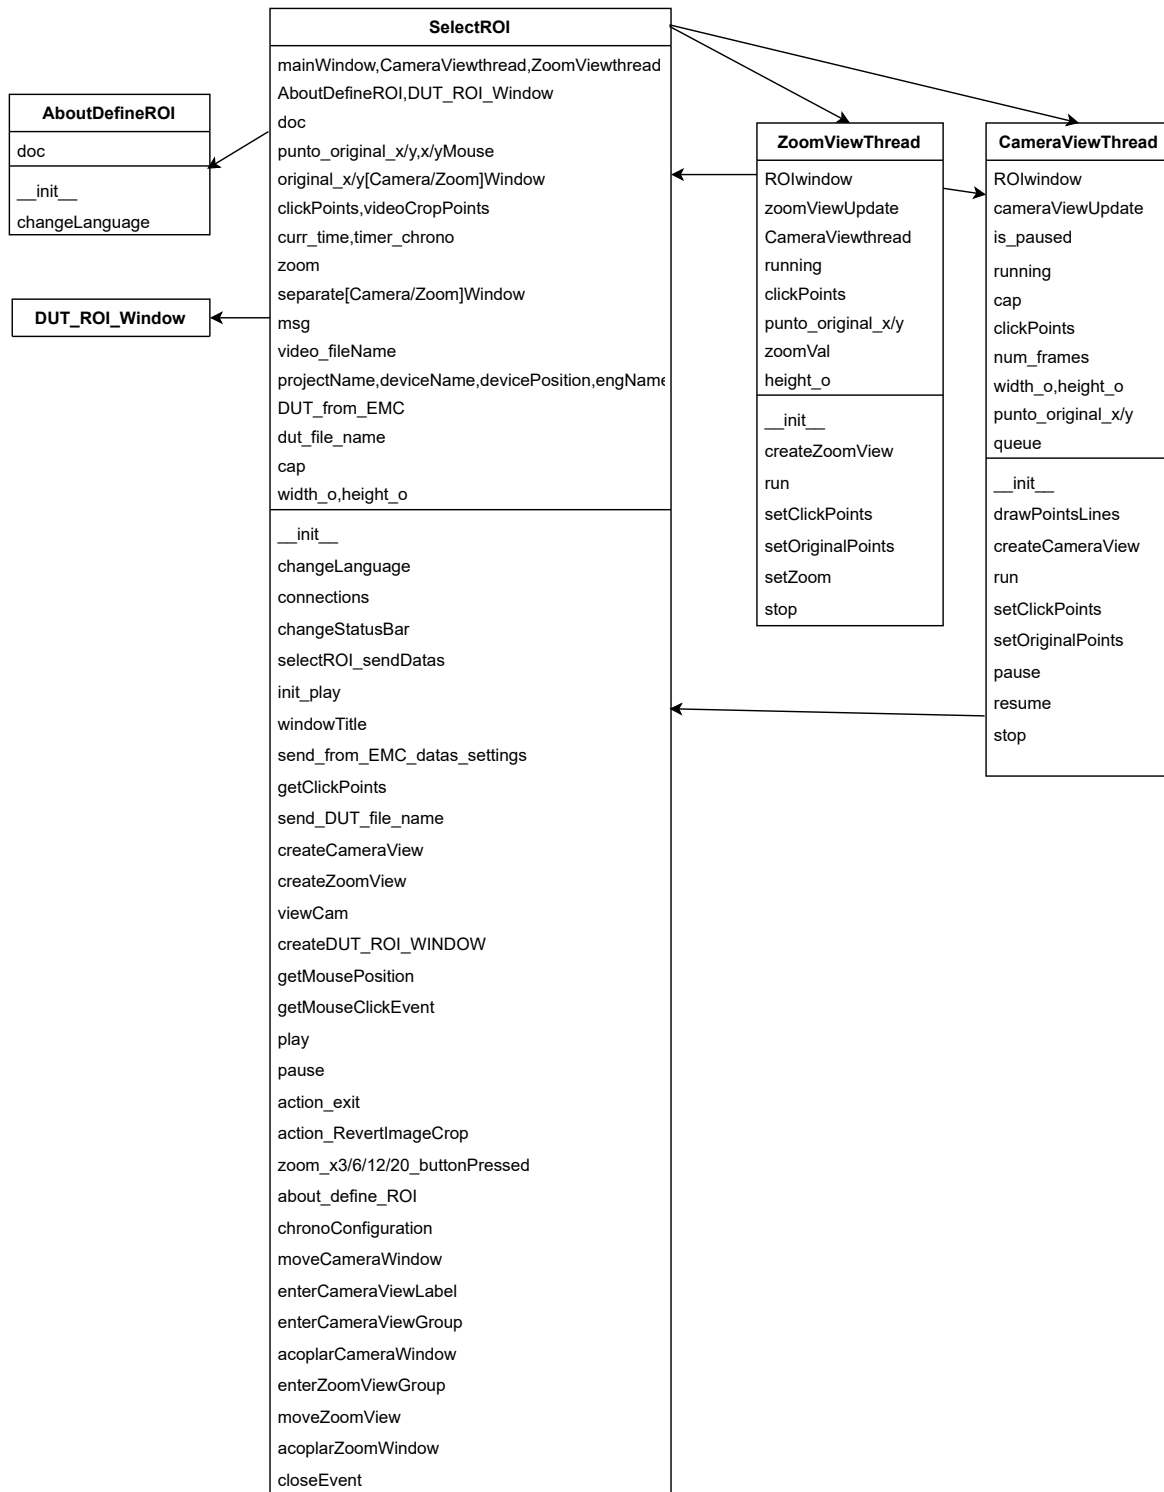 SelectROI
mainWindow,CameraViewthread,ZoomViewthread
AboutDefineROI,DUT_ROI_Window
doc
punto_original_x/y,x/yMouse
original_x/y[Camera/Zoom]Window
clickPoints,videoCropPoints
curr_time,timer_chrono
zoom
separate[Camera/Zoom]Window
msg
video_fileName
projectName,deviceName,devicePosition,engName
DUT_from_EMC
dut_file_name
cap
width_o,height_o
__init__
changeLanguage
connections
changeStatusBar
selectROI_sendDatas
init_play
windowTitle
send_from_EMC_datas_settings
getClickPoints
send_DUT_file_name
createCameraView
createZoomView
viewCam
createDUT_ROI_WINDOW
getMousePosition
getMouseClickEvent
play
pause
action_exit
action_RevertImageCrop
zoom_x3/6/12/20_buttonPressed
about_define_ROI
chronoConfiguration
moveCameraWindow
enterCameraViewLabel
enterCameraViewGroup
acoplarCameraWindow
enterZoomViewGroup
moveZoomView
acoplarZoomWindow
closeEvent
AboutDefineROI
doc
__init__
changeLanguage
DUT_ROI_Window
ZoomViewThread
ROIwindow
zoomViewUpdate
CameraViewthread
running
clickPoints
punto_original_x/y
zoomVal
height_o
__init__
createZoomView
run
setClickPoints
setOriginalPoints
setZoom
stop
CameraViewThread
ROIwindow
cameraViewUpdate
is_paused
running
cap
clickPoints
num_frames
width_o,height_o
punto_original_x/y
queue
__init__
drawPointsLines
createCameraView
run
setClickPoints
setOriginalPoints
pause
resume
stop